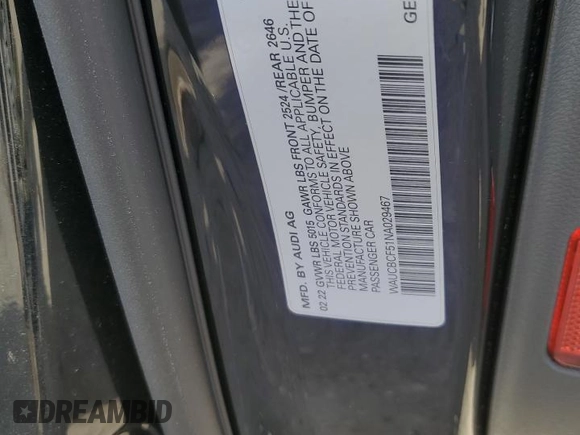 MFD. BY AUDI AG
02.22 GVWR LBS 5015 GAWR LBS FRONT 2524 /REAR 2646
THIS VEHICLE CONFORMS TO ALL APPLICABLE U.S.
FEDERAL MOTOR VEHICLE SAFETY, BUMPER AND THE
PREVENTION STANDARDS IN EFFECT ON THE DATE OF
MANUFACTURE SHOWN ABOVE
PASSENGER CAR
WAUCBCF51NA029467
GE
DREAMBID